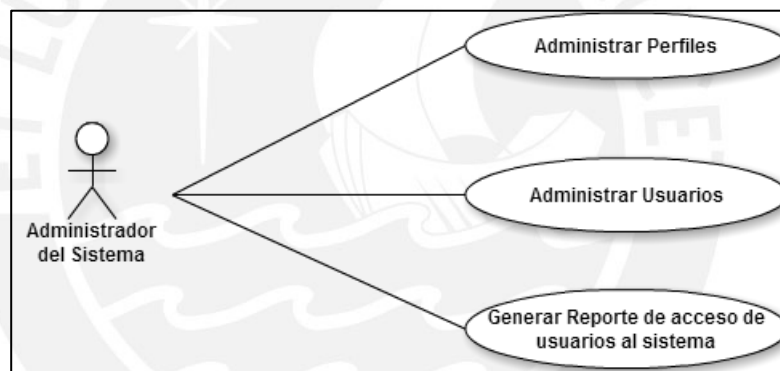 Administrar Perfiles
Administrar Usuarios
Administrador
del Sistema
Generar Reporte de acceso de
usuarios al sistema